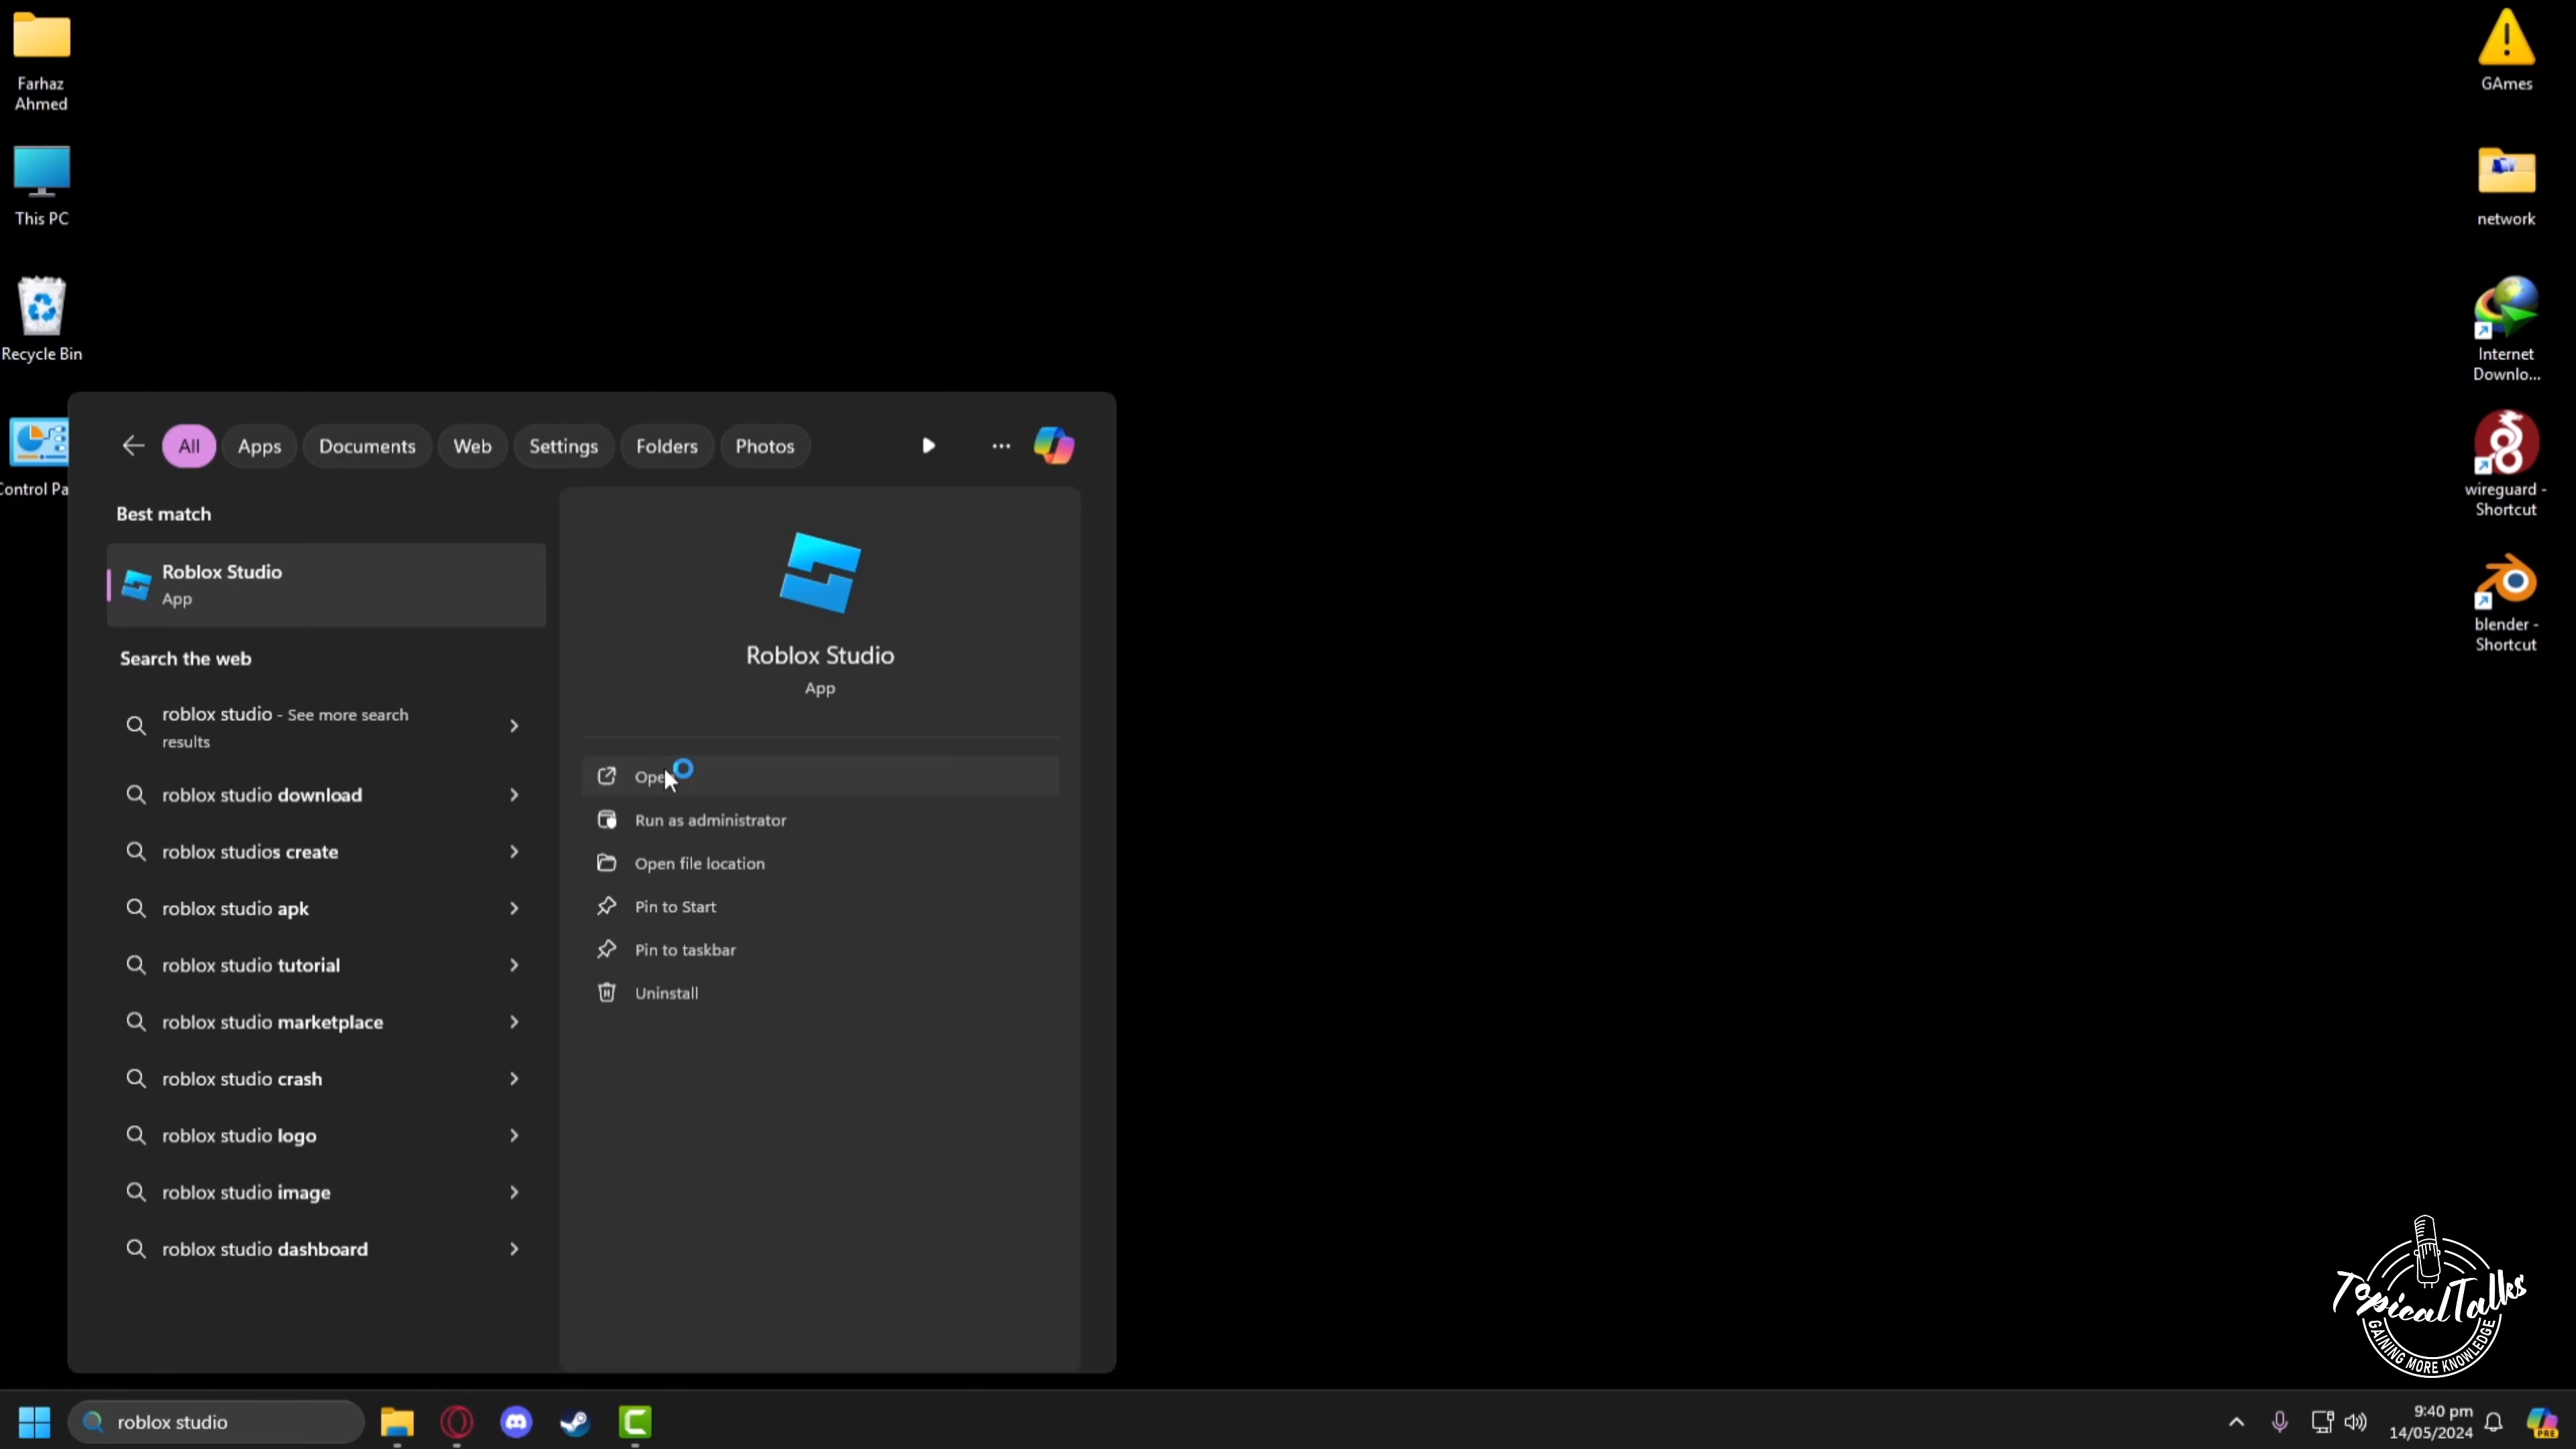 Farhaz
Ahmed
This PC
Recycle Bin
Control Pa
GAmes
network
Internet
Downlo...
wireguard -
Shortcut
blender -
Shortcut
All
Apps
Documents
Web
Settings
Folders
Photos
Best match
Roblox Studio
App
Search the web
roblox studio - See more search
results
roblox studio download
roblox studios create
roblox studio apk
roblox studio tutorial
roblox studio marketplace
roblox studio crash
roblox studio logo
roblox studio image
roblox studio dashboard
Roblox Studio
App
Open
Run as administrator
Open file location
Pin to Start
Pin to taskbar
Uninstall
TopicalTalks
GAINING MORE KNOWLEDGE
roblox studio
9:40 pm
14/05/2024
PRE